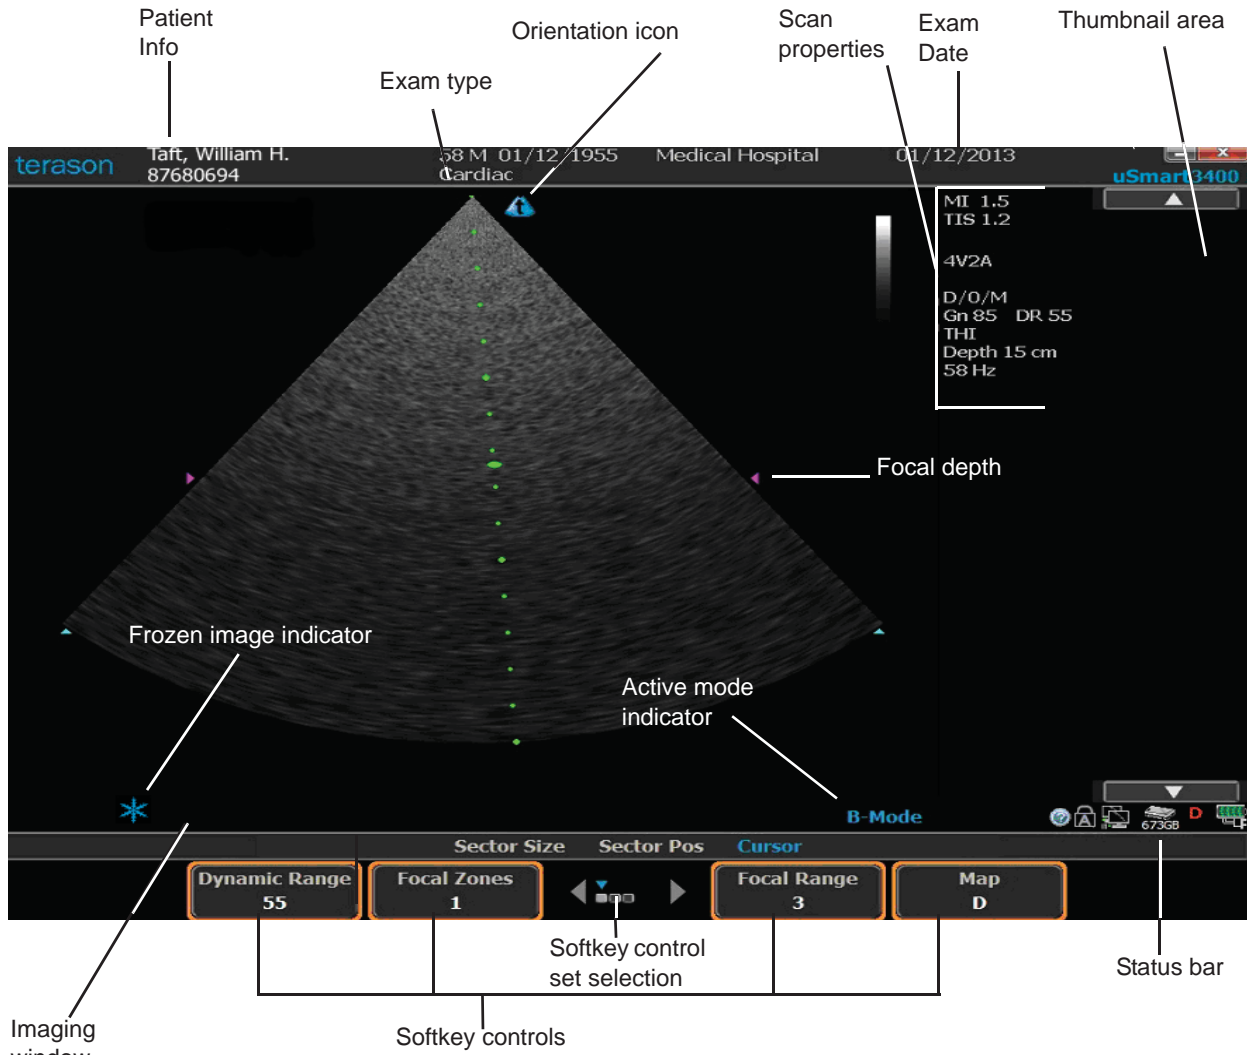 Patient
Info
Exam type
Orientation icon
Scan
properties
Exam
Date
Thumbnail area
terason
Taft, William H.
87680694
58 M 01/12/1955
Medical Hospital
01/12/2013
Cardiac
uSmart3400
MI 1.5
TIS 1.2
4V2A
D/0/M
Gn 85 DR 55
THI
Depth 15 cm
58 Hz
Focal depth
Frozen image indicator
Active mode
indicator
B-Mode
673GB
D
Sector Size Sector Pos Cursor
Dynamic Range
55
Focal Zones
1
Focal Range
3
Map
D
Softkey control
set selection
Status bar
Softkey controls
Imaging
window